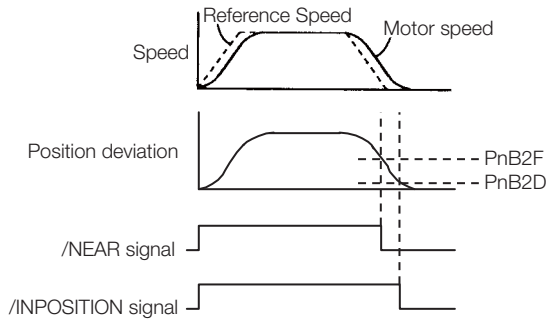 Reference Speed
Motor speed
Speed
Position deviation
PnB2F
PnB2D
/NEAR signal
/INPOSITION signal